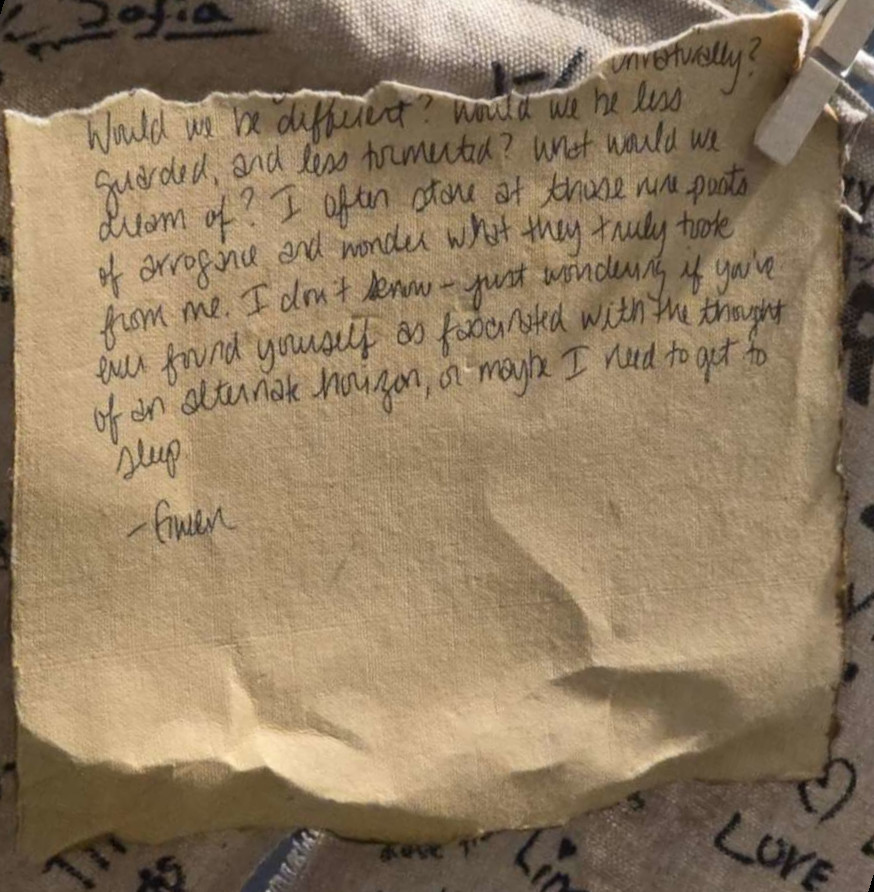 Sofia
unnaturally?
Would we be different? Would we be less
guarded, and less tormented? What would we
dream of? I often stare at those nine posts
of arrogance and wonder what they truly took
from me. I don't know - just wondering if you've
ever found yourself as fascinated with the thought
of an alternate horizon, or maybe I need to get to
sleep
-Gwen
LOVE